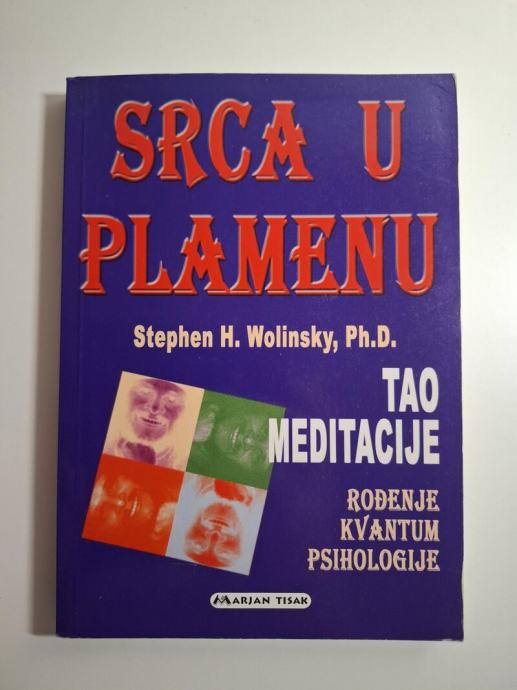 SRCA U
PLAMENU
Stephen H. Wolinsky, Ph.D.
TAO
MEDITACIJE
ROĐENJE
KVANTUM
PSIHOLOGIJE
MARJAN TISAK